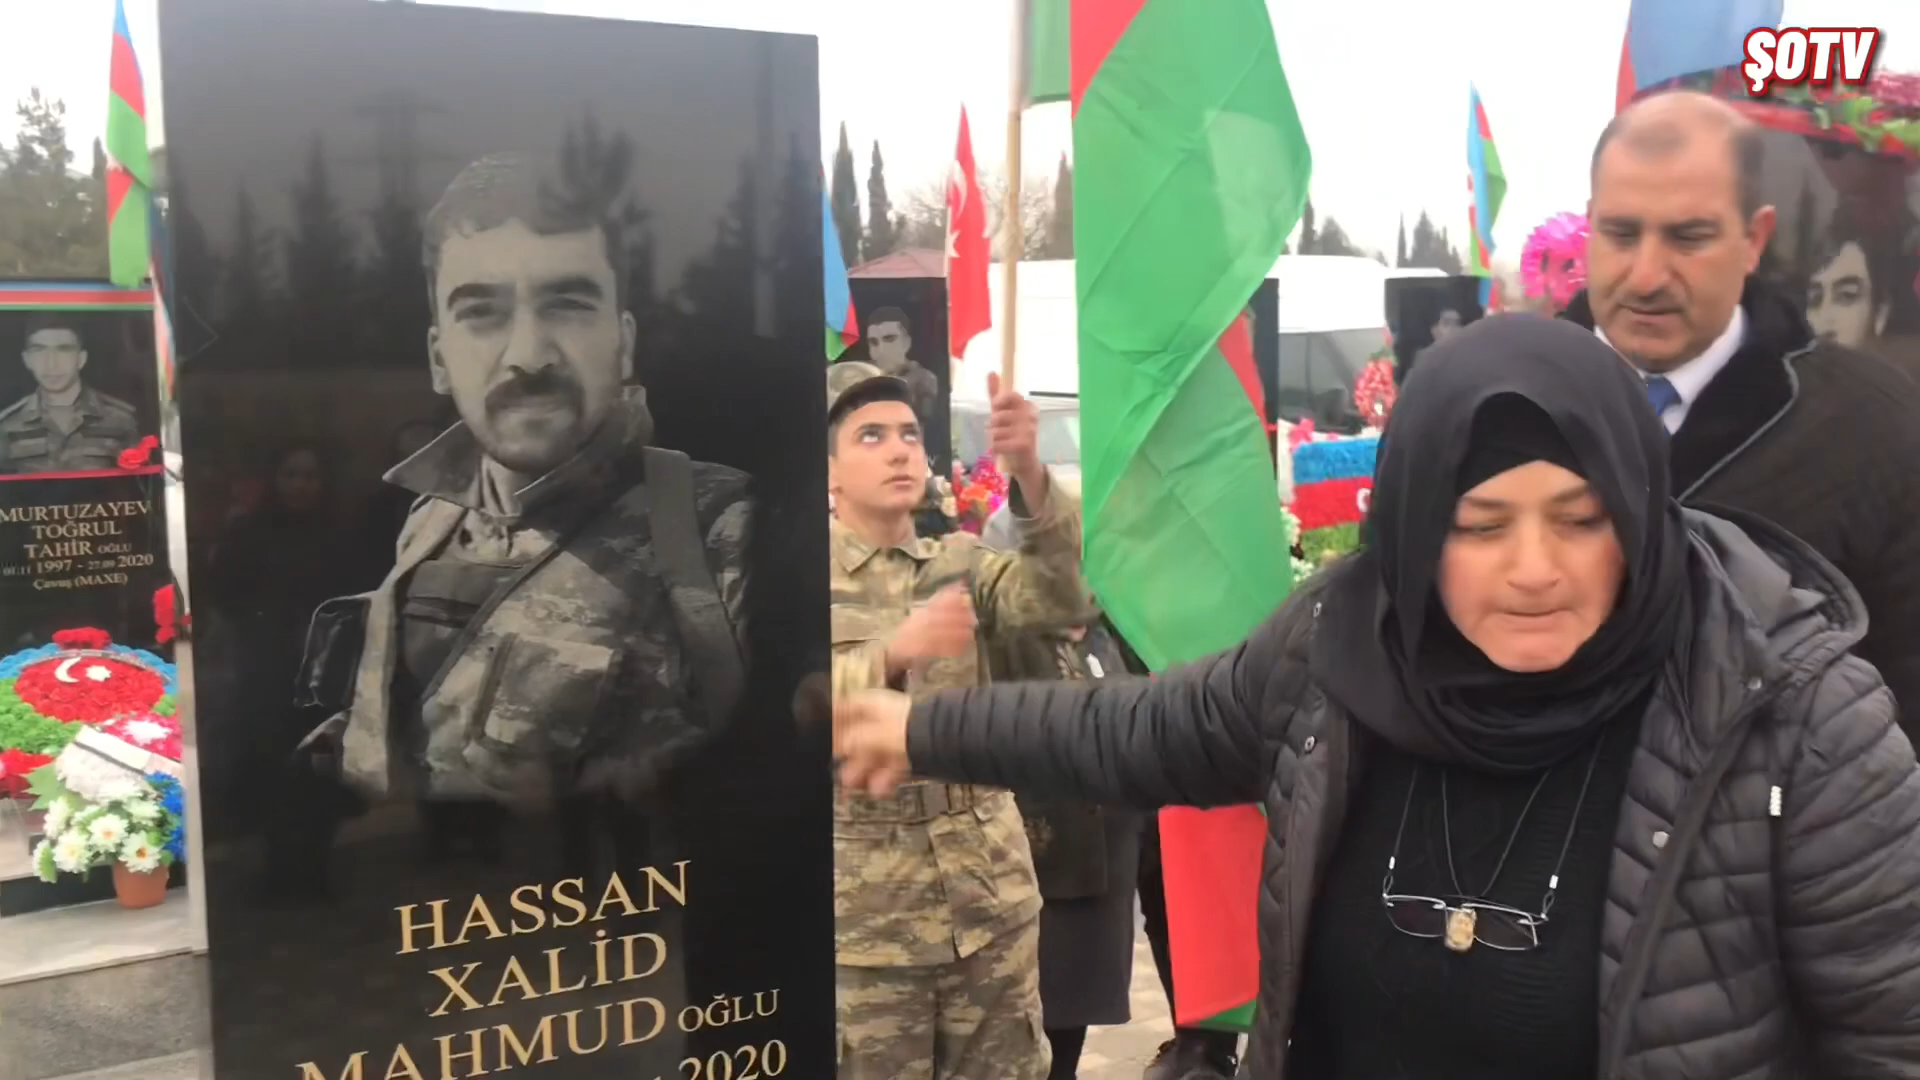 ŞOTV
MURTUZAYEV
TOĞRUL
TAHİR OĞLU
1997 - 27.09 2020
Çavuş (MAXE)
HASSAN
XALİD
MAHMUD OĞLU
2020